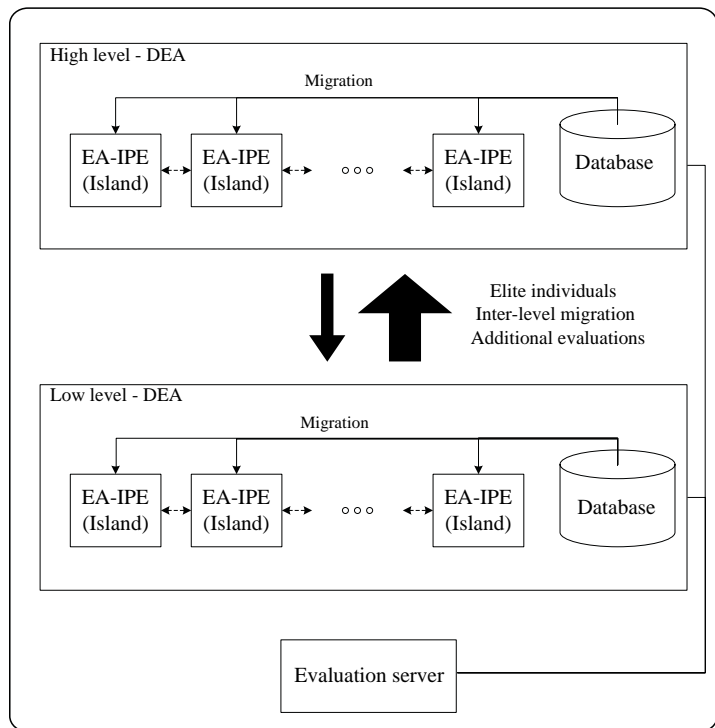 High level - DEA
Migration
EA-IPE
(Island)
EA-IPE
(Island)
EA-IPE
(Island)
Database
Elite individuals
Inter-level migration
Additional evaluations
Low level - DEA
Migration
EA-IPE
(Island)
EA-IPE
(Island)
EA-IPE
(Island)
Database
Evaluation server